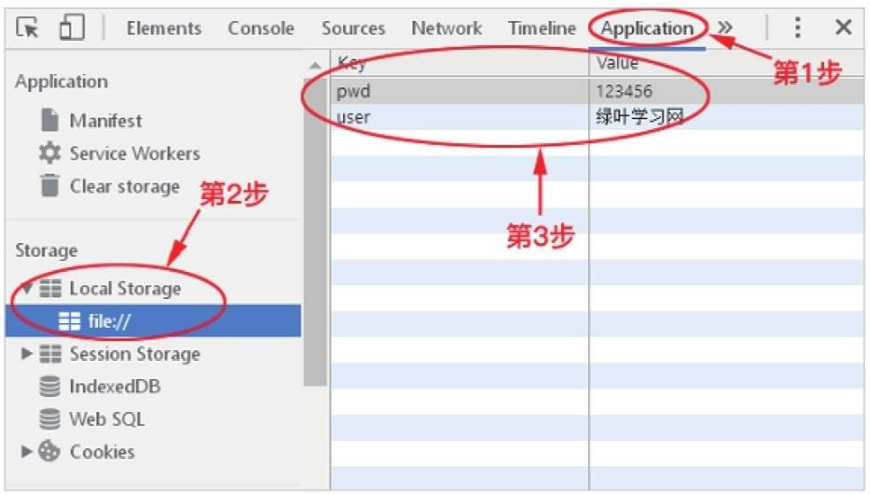 Elements Console Sources Network Timeline Application »
第1步
Application
Manifest
Service Workers
Clear storage
第2步
Storage
Local Storage
file://
Session Storage
IndexedDB
Web SQL
Cookies
Key Value
pwd 123456
user 绿叶学习网
第3步